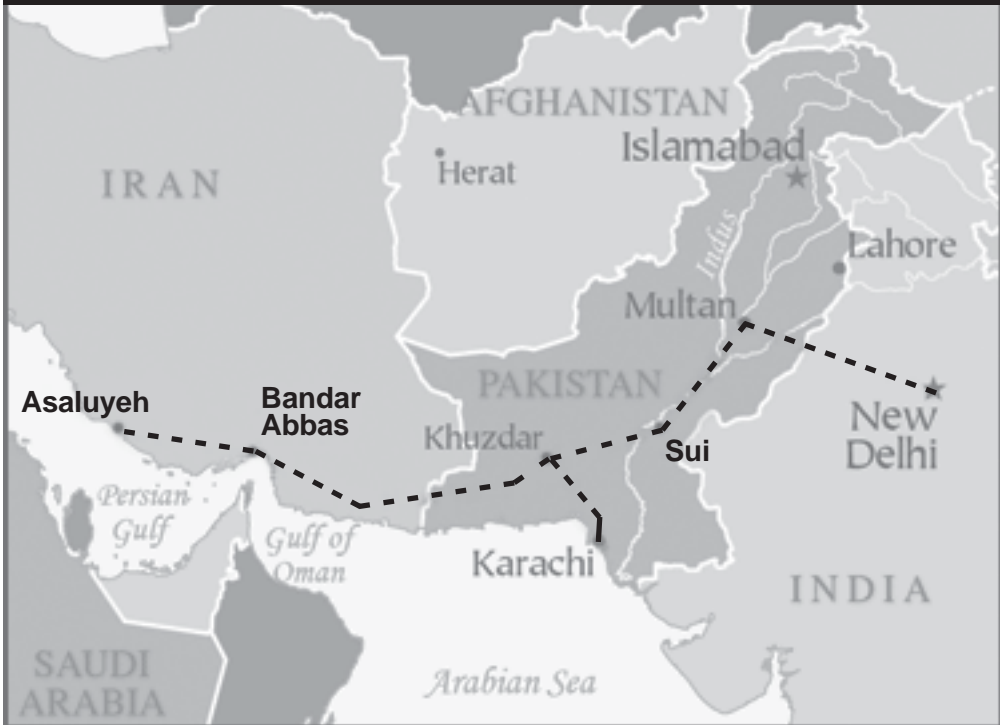 AFGHANISTAN
Islamabad
Herat
IRAN
Indus
Lahore
Multan
PAKISTAN
Asaluyeh
Bandar
Abbas
Khuzdar
New
Delhi
Sui
Persian
Gulf
Gulf of
Oman
Karachi
INDIA
SAUDI
ARABIA
Arabian Sea